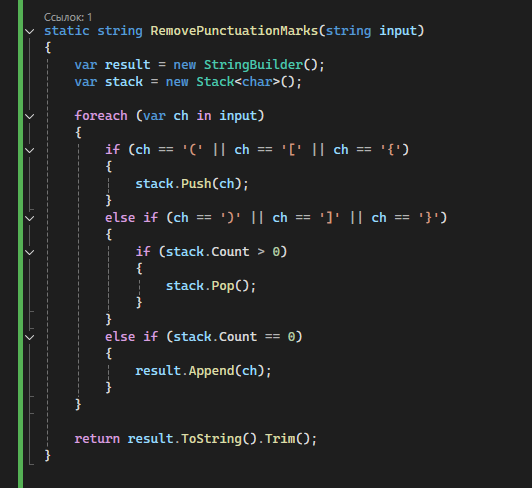 Ссылок: 1
static string RemovePunctuationMarks(string input)
{
    var result = new StringBuilder();
    var stack = new Stack<char>();

    foreach (var ch in input)
    {
        if (ch == '(' || ch == '[' || ch == '{')
        {
            stack.Push(ch);
        }
        else if (ch == ')' || ch == ']' || ch == '}')
        {
            if (stack.Count > 0)
            {
                stack.Pop();
            }
        }
        else if (stack.Count == 0)
        {
            result.Append(ch);
        }
    }

    return result.ToString().Trim();
}